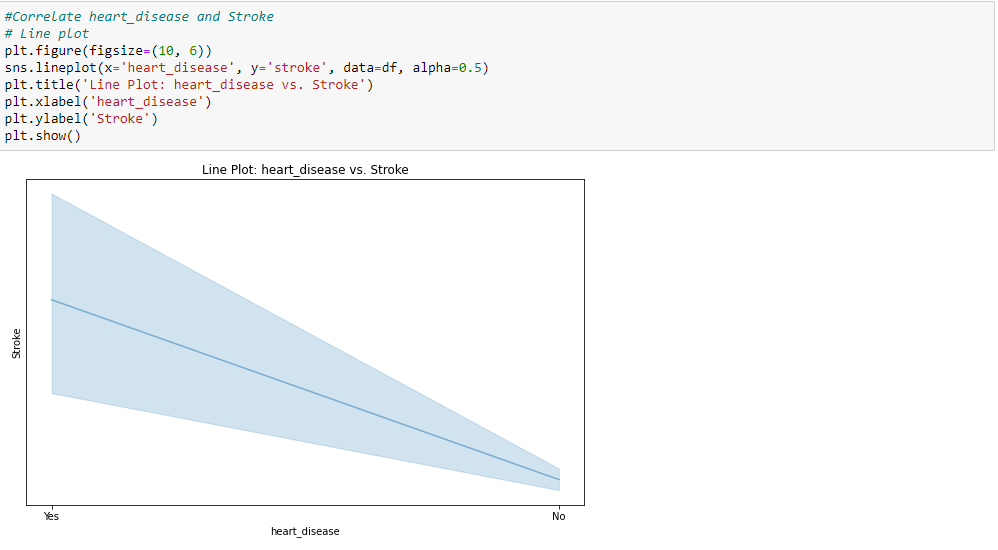 #Correlate heart_disease and Stroke
# Line plot
plt.figure(figsize=(10, 6))
sns.lineplot(x='heart_disease', y='stroke', data=df, alpha=0.5)
plt.title('Line Plot: heart_disease vs. Stroke')
plt.xlabel('heart_disease')
plt.ylabel('Stroke')
plt.show()
Line Plot: heart_disease vs. Stroke
Stroke
Yes No
heart_disease